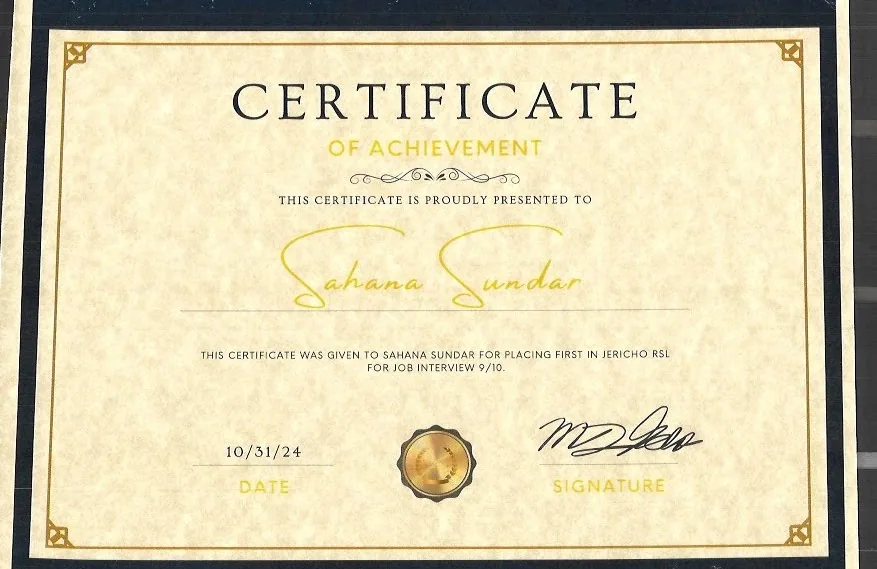 CERTIFICATE
OF ACHIEVEMENT
THIS CERTIFICATE IS PROUDLY PRESENTED TO
Sahana Sundar
THIS CERTIFICATE WAS GIVEN TO SAHANA SUNDAR FOR PLACING FIRST IN JERICHO RSL
FOR JOB INTERVIEW 9/10.
10/31/24
DATE
SIGNATURE